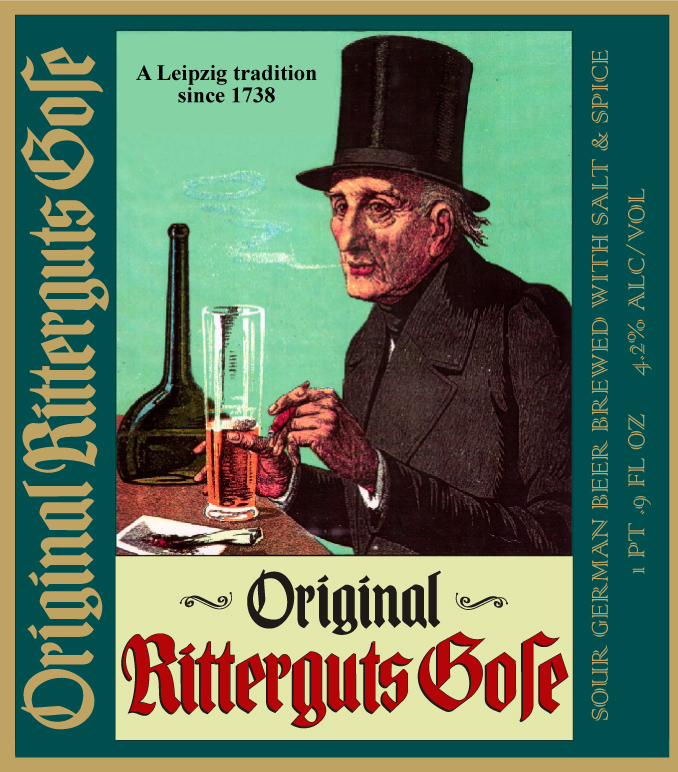 Original Ritterguts Goſe
A Leipzig tradition
since 1738
Original
Ritterguts Goſe
SOUR GERMAN BEER BREWED WITH SALT & SPICE
1 PT .9 FL OZ 4.2% ALC/VOL